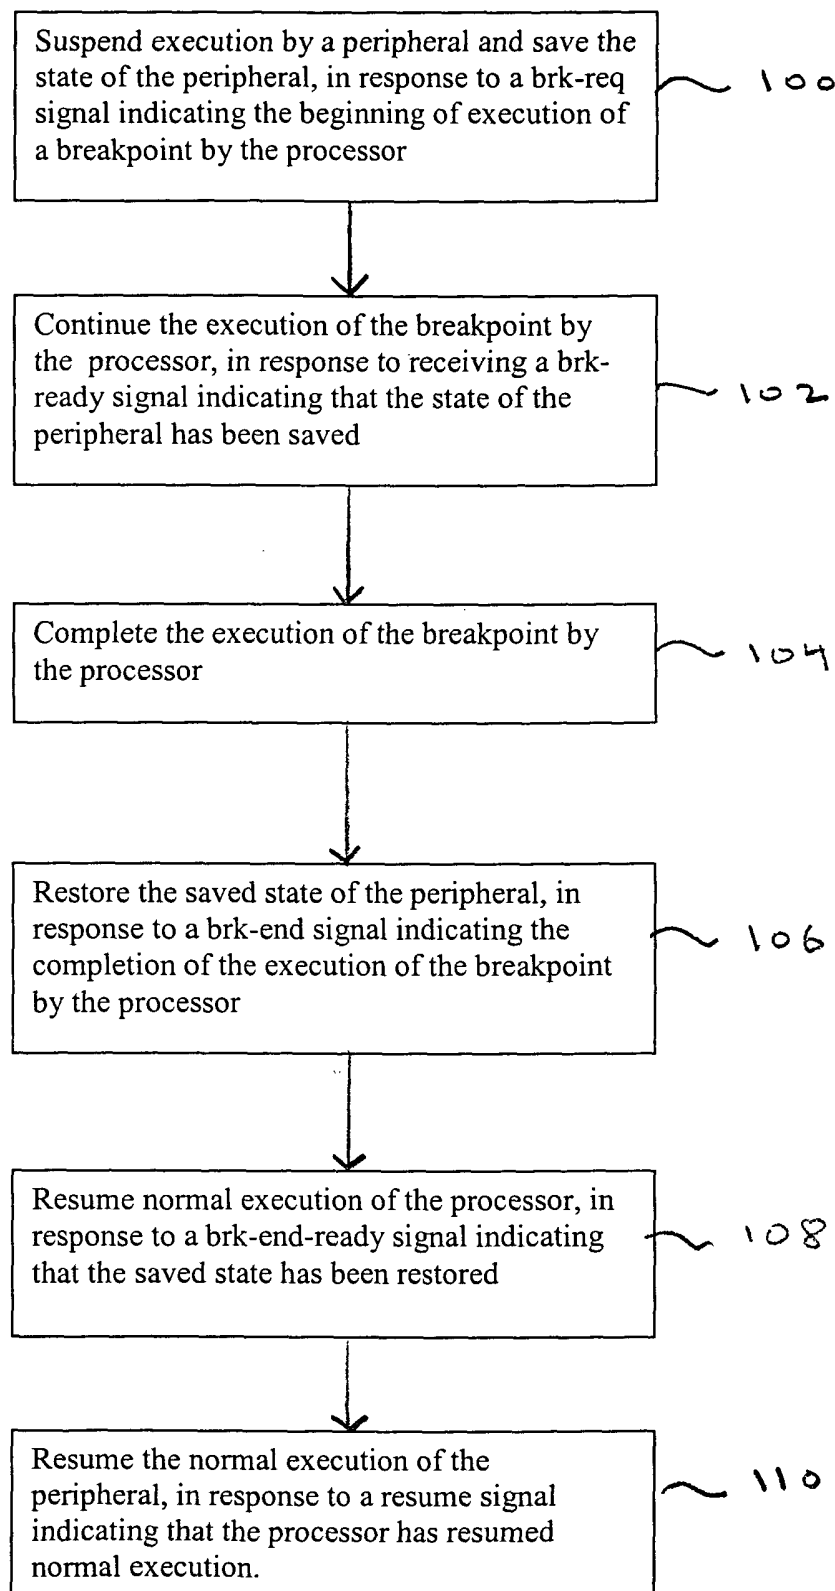 Suspend execution by a peripheral and save the
state of the peripheral, in response to a brk-req
signal indicating the beginning of execution of
a breakpoint by the processor
100
Continue the execution of the breakpoint by
the processor, in response to receiving a brk-
ready signal indicating that the state of the
peripheral has been saved
102
Complete the execution of the breakpoint by
the processor
104
Restore the saved state of the peripheral, in
response to a brk-end signal indicating the
completion of the execution of the breakpoint
by the processor
106
Resume normal execution of the processor, in
response to a brk-end-ready signal indicating
that the saved state has been restored
108
Resume the normal execution of the
peripheral, in response to a resume signal
indicating that the processor has resumed
normal execution.
110